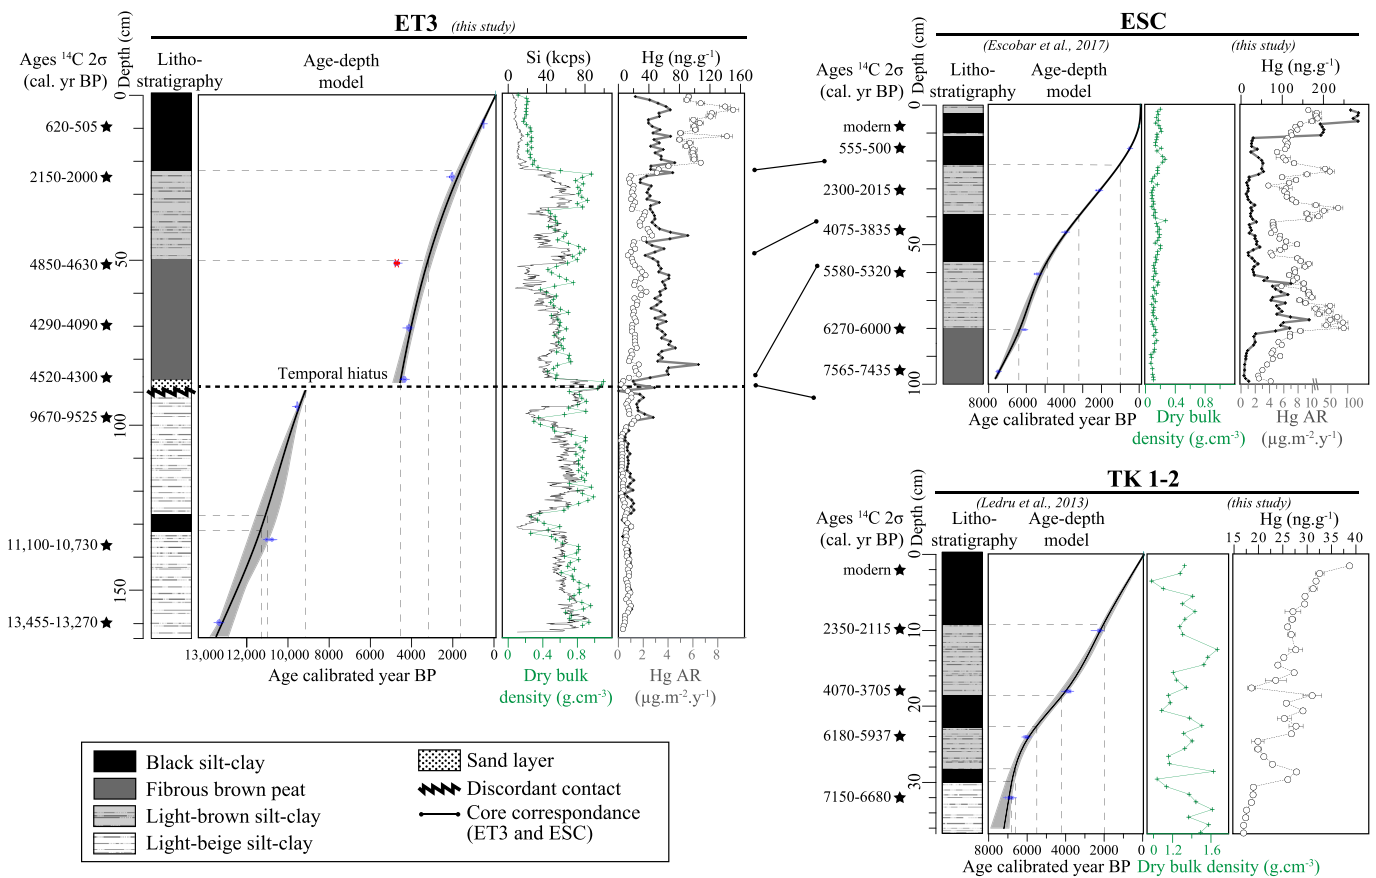 ET3 (this study)
Ages ¹⁴C 2σ
(cal. yr BP)
Depth (cm)
Litho-
stratigraphy
Age-depth
model
Si (kcps)
0 40 80
Hg (ng.g⁻¹)
0 40 80 120 160
0
50
100
150
620-505
2150-2000
4850-4630
4290-4090
4520-4300
9670-9525
11,100-10,730
13,455-13,270
Temporal hiatus
13,000 12,000 10,000 8000 6000 4000 2000 0
Age calibrated year BP
0 0.4 0.8
Dry bulk
density (g.cm⁻³)
0 2 4 6 8
Hg AR
(µg.m⁻².y⁻¹)
ESC
(Escobar et al., 2017) (this study)
Ages ¹⁴C 2σ
(cal. yr BP)
Depth (cm)
Litho-
stratigraphy
Age-depth
model
Hg (ng.g⁻¹)
0 100 200
0
50
100
modern
555-500
2300-2015
4075-3835
5580-5320
6270-6000
7565-7435
8000 6000 4000 2000 0
Age calibrated year BP
0 0.4 0.8
Dry bulk
density (g.cm⁻³)
0 2 4 6 8 10 50 100
Hg AR
(µg.m⁻².y⁻¹)
TK 1-2
(Ledru et al., 2013) (this study)
Ages ¹⁴C 2σ
(cal. yr BP)
Depth (cm)
Litho-
stratigraphy
Age-depth
model
Hg (ng.g⁻¹)
15 20 25 30 35 40
0
10
20
30
modern
2350-2115
4070-3705
6180-5937
7150-6680
8000 6000 4000 2000 0
Age calibrated year BP
0 1.2 1.6
Dry bulk density (g.cm⁻³)
Black silt-clay
Fibrous brown peat
Light-brown silt-clay
Light-beige silt-clay
Sand layer
Discordant contact
Core correspondance
(ET3 and ESC)